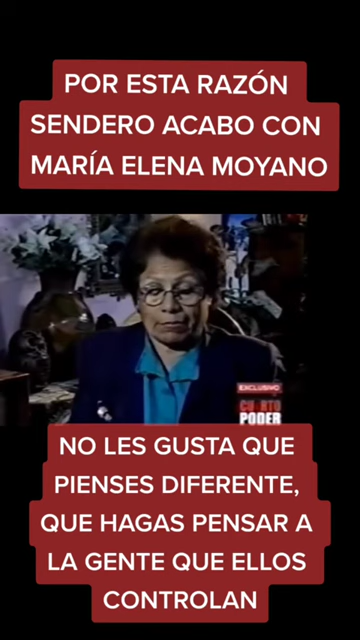 POR ESTA RAZÓN
SENDERO ACABO CON
MARÍA ELENA MOYANO
EXCLUSIVO
CUARTO
PODER
NO LES GUSTA QUE
PIENSES DIFERENTE,
QUE HAGAS PENSAR A
LA GENTE QUE ELLOS
CONTROLAN